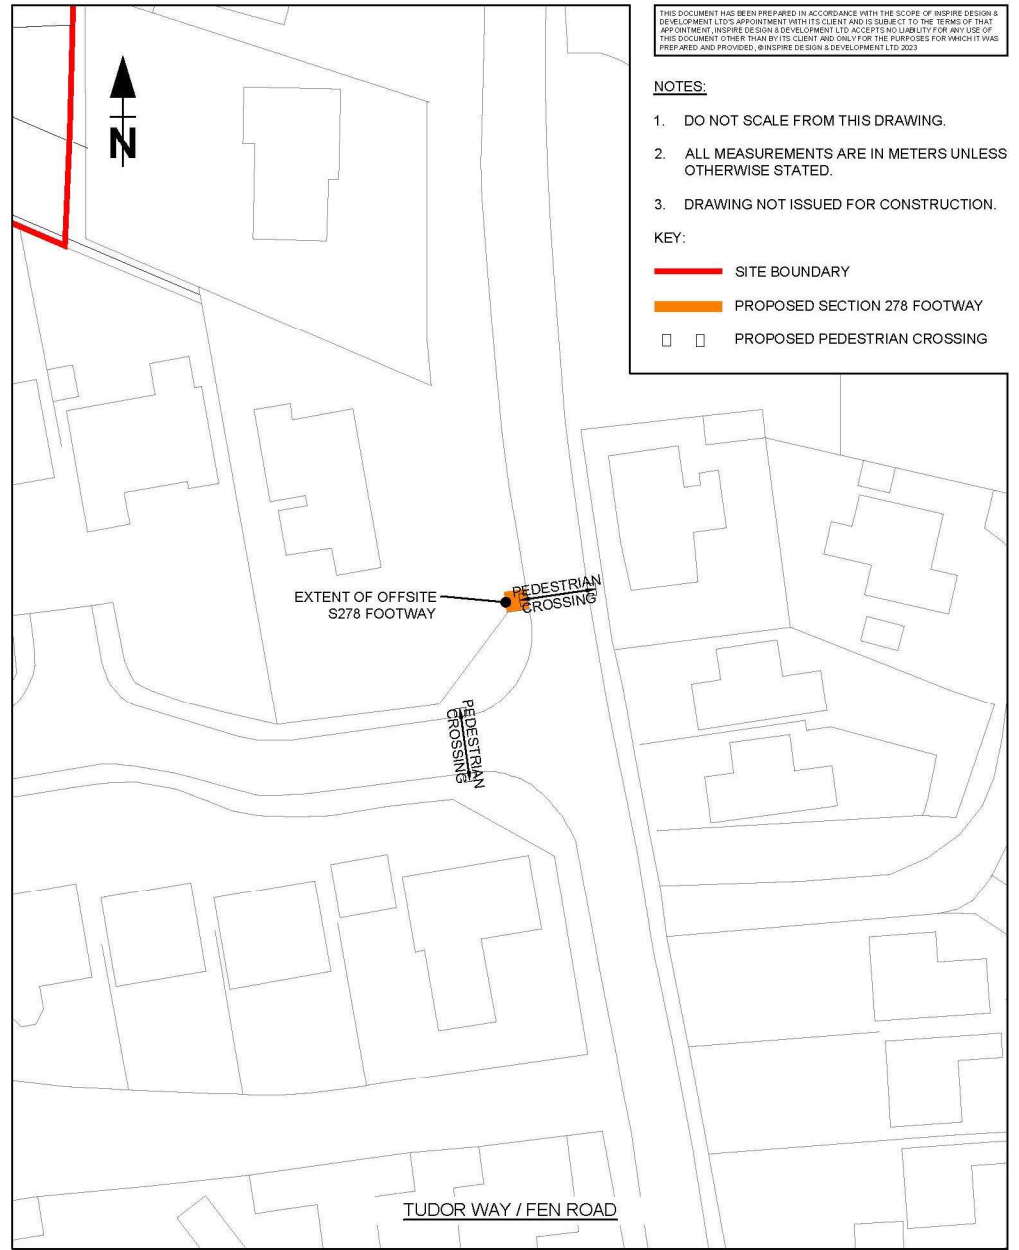 THIS DOCUMENT HAS BEEN PREPARED IN ACCORDANCE WITH THE SCOPE OF INSPIRE DESIGN &
DEVELOPMENT LTD'S APPOINTMENT WITH ITS CLIENT AND IS SUBJECT TO THE TERMS OF THAT
APPOINTMENT, INSPIRE DESIGN & DEVELOPMENT LTD ACCEPTS NO LIABILITY FOR ANY USE OF
THIS DOCUMENT OTHER THAN BY ITS CLIENT AND ONLY FOR THE PURPOSES FOR WHICH IT WAS
PREPARED AND PROVIDED, ©INSPIRE DESIGN & DEVELOPMENT LTD 2023
NOTES:
1. DO NOT SCALE FROM THIS DRAWING.
2. ALL MEASUREMENTS ARE IN METERS UNLESS
OTHERWISE STATED.
3. DRAWING NOT ISSUED FOR CONSTRUCTION.
KEY:
SITE BOUNDARY
PROPOSED SECTION 278 FOOTWAY
PROPOSED PEDESTRIAN CROSSING
N
PEDESTRIAN
CROSSING
EXTENT OF OFFSITE
S278 FOOTWAY
PEDESTRIAN
CROSSING
TUDOR WAY / FEN ROAD